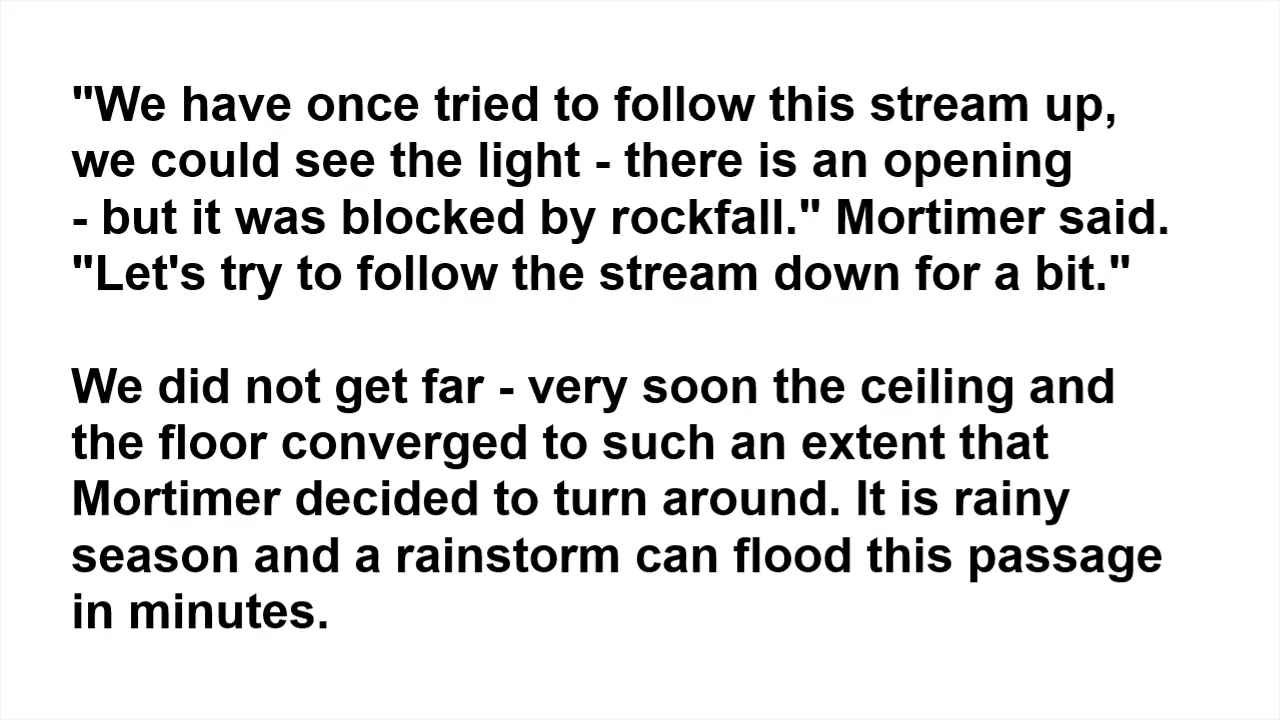 "We have once tried to follow this stream up,
we could see the light - there is an opening
- but it was blocked by rockfall." Mortimer said.
"Let's try to follow the stream down for a bit."
We did not get far - very soon the ceiling and
the floor converged to such an extent that
Mortimer decided to turn around. It is rainy
season and a rainstorm can flood this passage
in minutes.